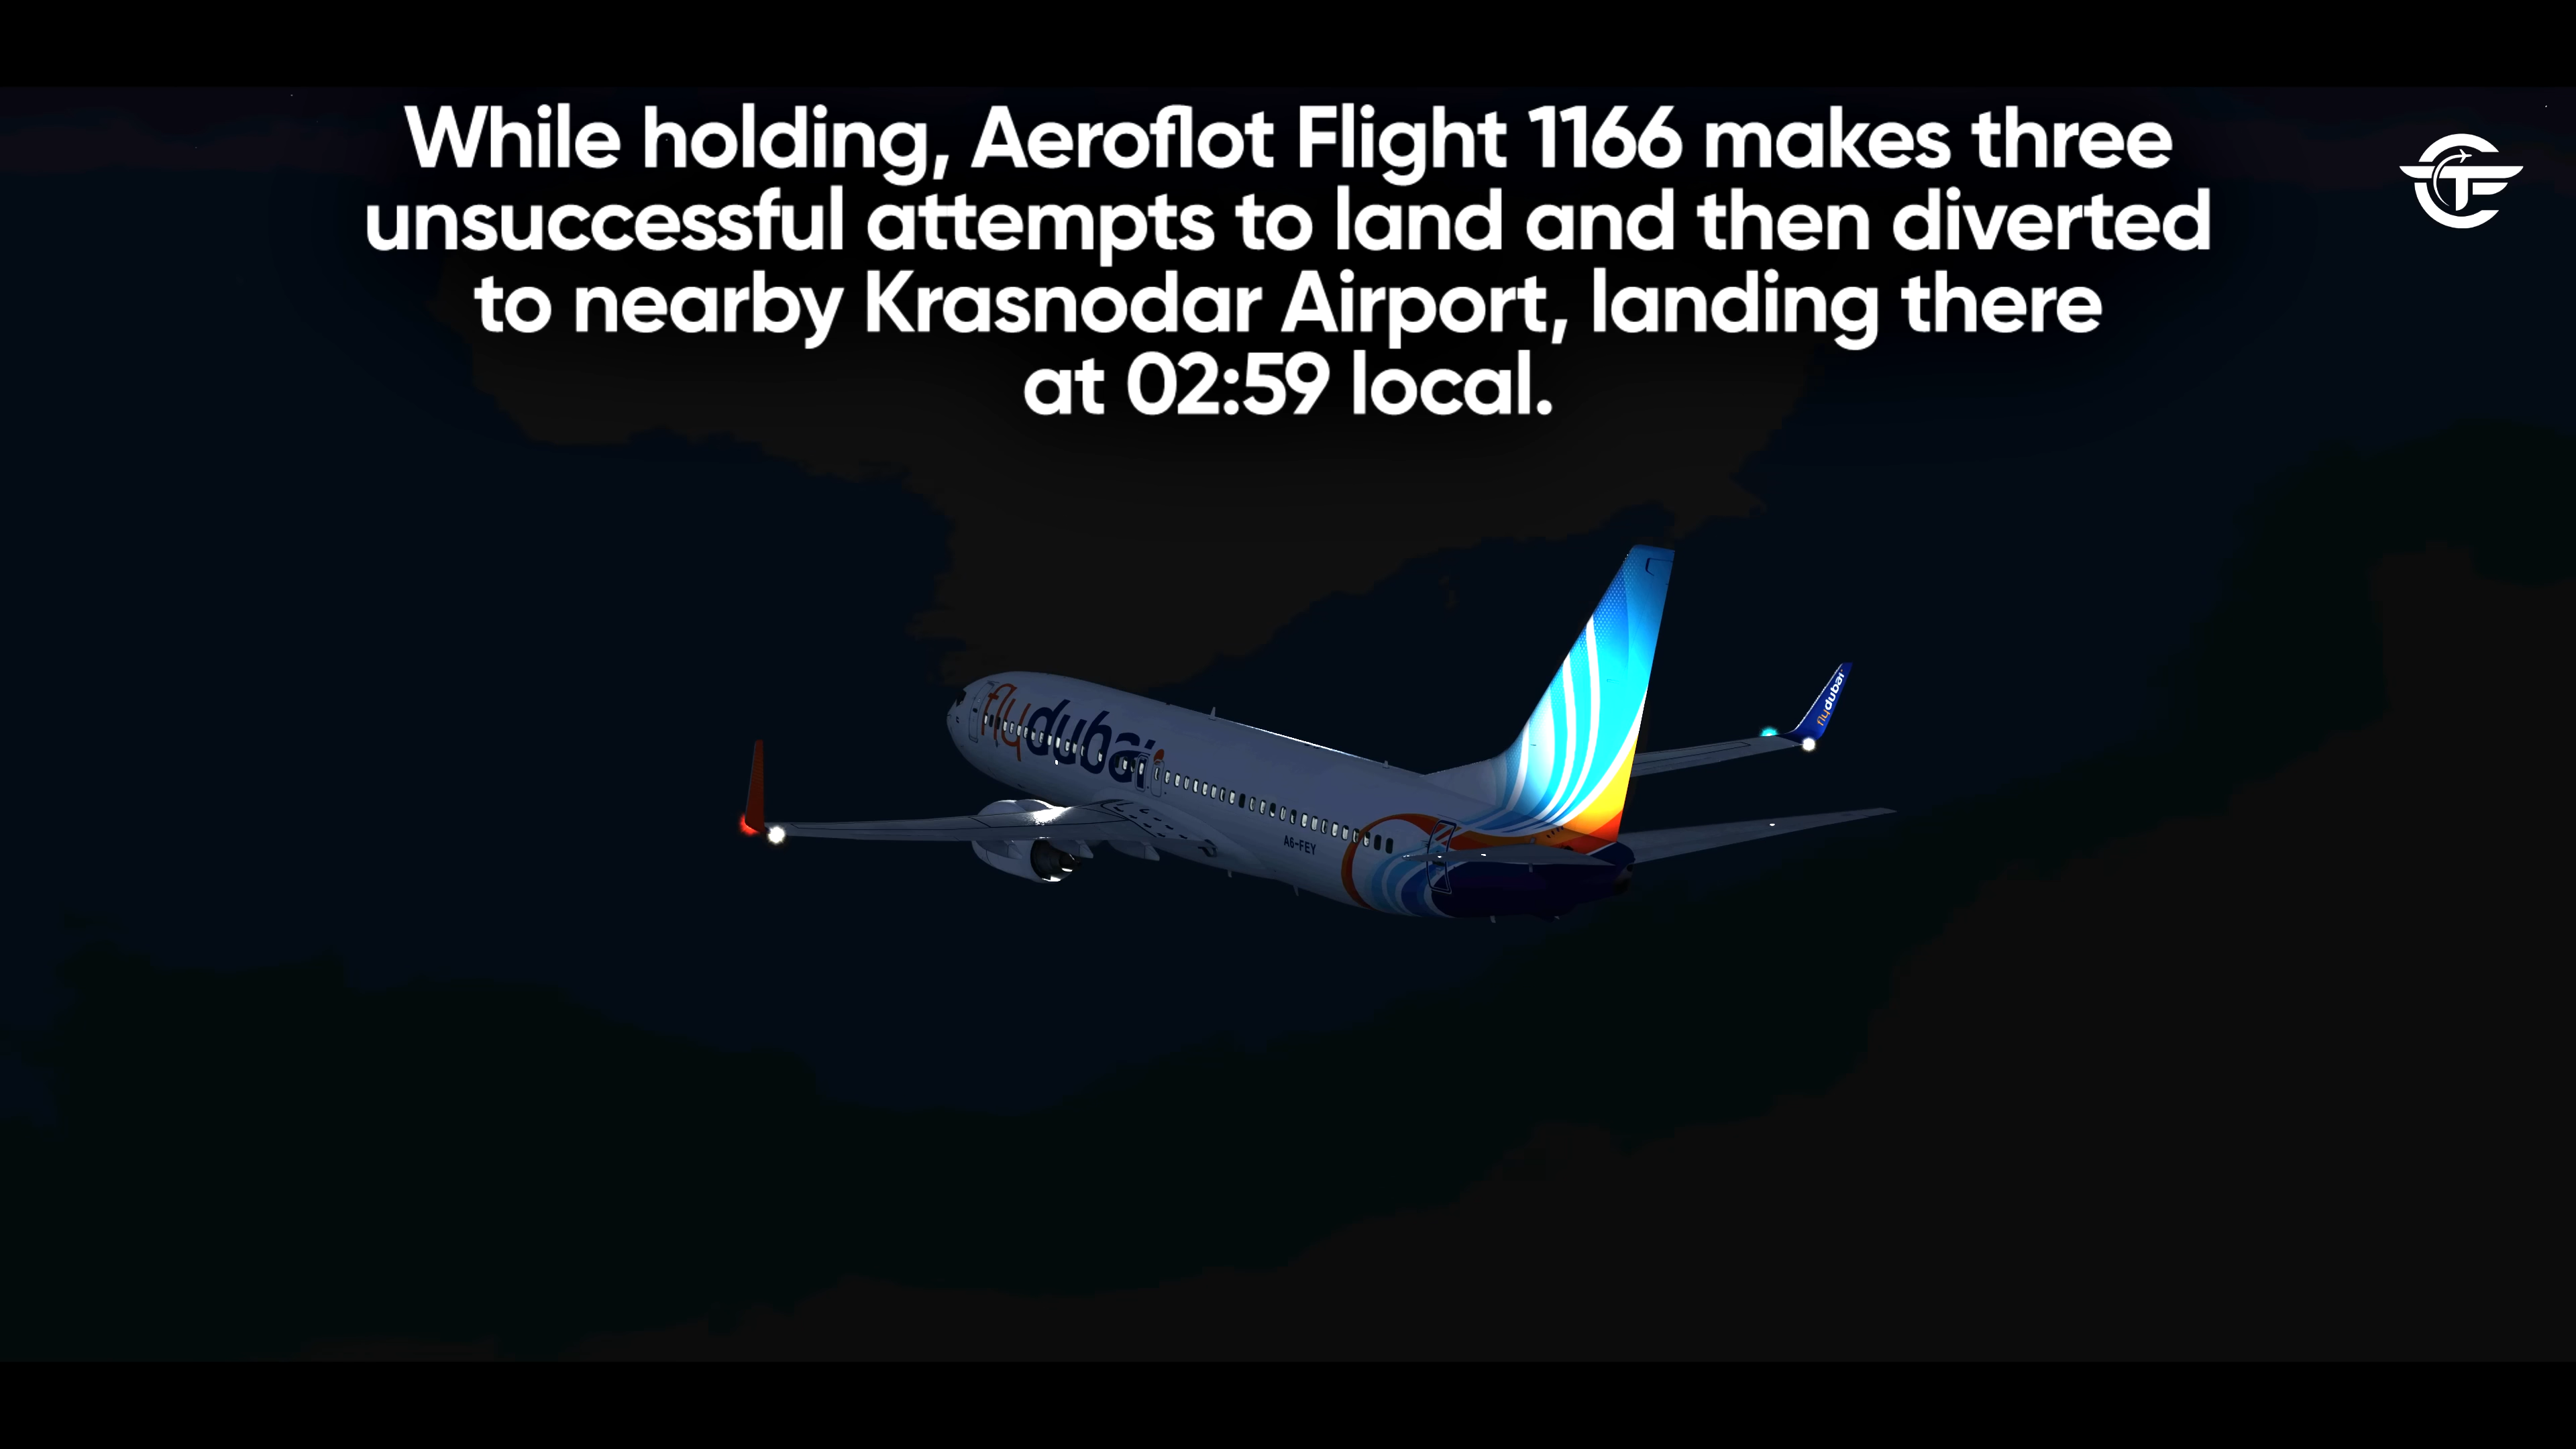 While holding, Aeroflot Flight 1166 makes three
unsuccessful attempts to land and then diverted
to nearby Krasnodar Airport, landing there
at 02:59 local.
flydubai
flydubai
A6-FEY